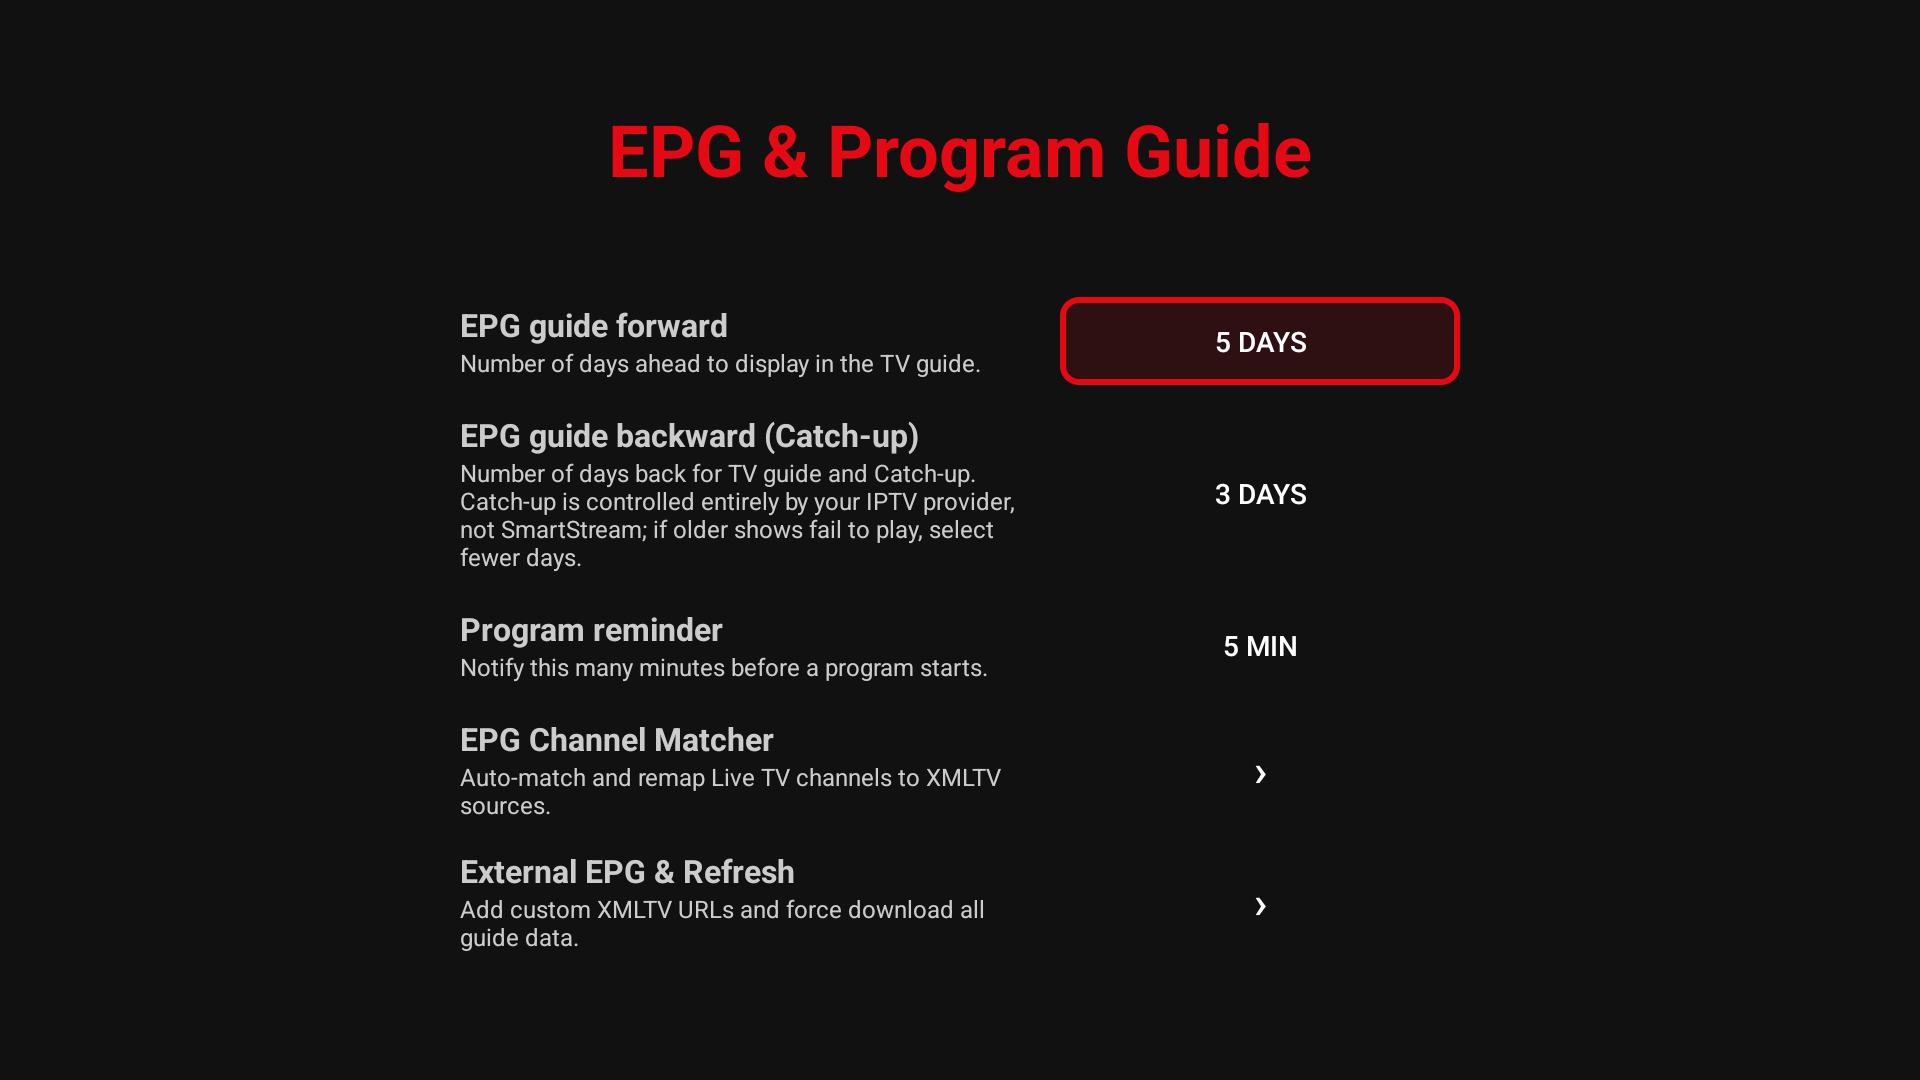 EPG & Program Guide
EPG guide forward
Number of days ahead to display in the TV guide.
5 DAYS
EPG guide backward (Catch-up)
Number of days back for TV guide and Catch-up.
Catch-up is controlled entirely by your IPTV provider,
not SmartStream; if older shows fail to play, select
fewer days.
3 DAYS
Program reminder
Notify this many minutes before a program starts.
5 MIN
EPG Channel Matcher
Auto-match and remap Live TV channels to XMLTV
sources.
❯
External EPG & Refresh
Add custom XMLTV URLs and force download all
guide data.
❯